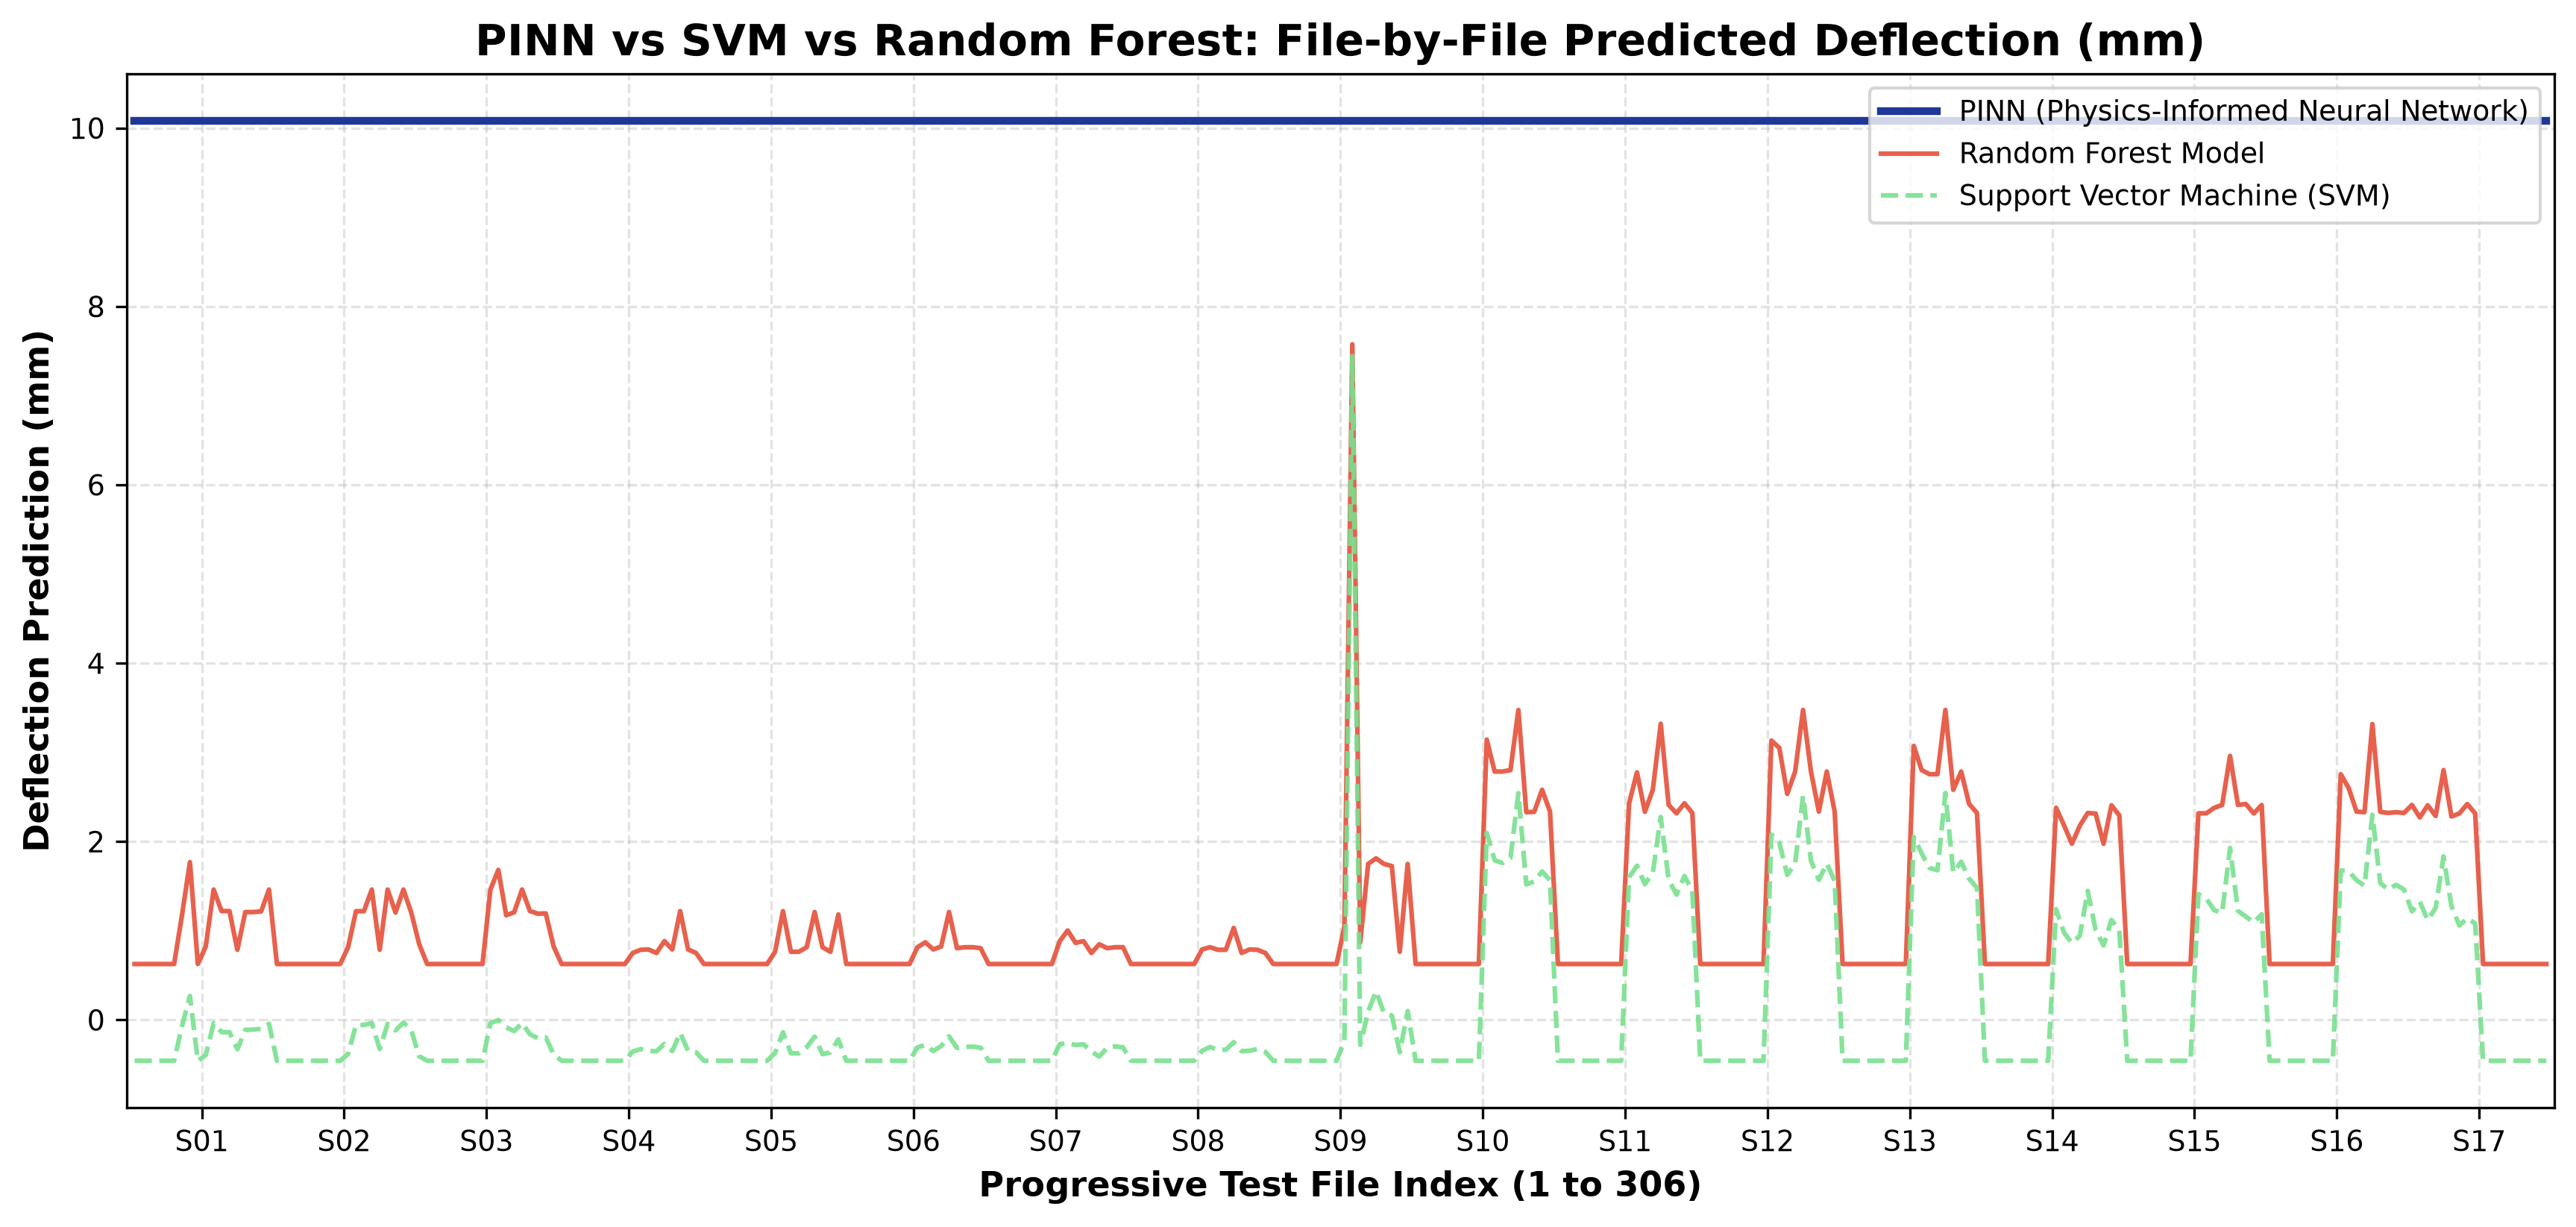 PINN vs SVM vs Random Forest: File-by-File Predicted Deflection (mm)
PINN (Physics-Informed Neural Network)
Random Forest Model
Support Vector Machine (SVM)
Deflection Prediction (mm)
10
8
6
4
2
0
S01 S02 S03 S04 S05 S06 S07 S08 S09 S10 S11 S12 S13 S14 S15 S16 S17
Progressive Test File Index (1 to 306)